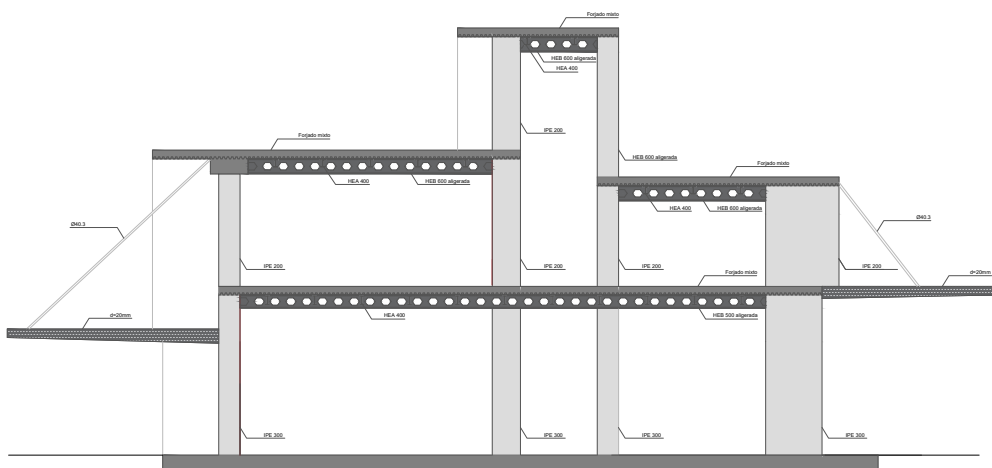 Forjado mixto
HEB 600 aligerada
HEA 400
IPE 200
Forjado mixto
HEB 600 aligerada
Forjado mixto
HEA 400
HEB 600 aligerada
HEA 400
HEB 600 aligerada
Ø40.3
Ø40.3
IPE 200
IPE 200
IPE 200
IPE 200
Forjado mixto
d=20mm
d=20mm
HEA 400
HEB 500 aligerada
IPE 300
IPE 300
IPE 300
IPE 300